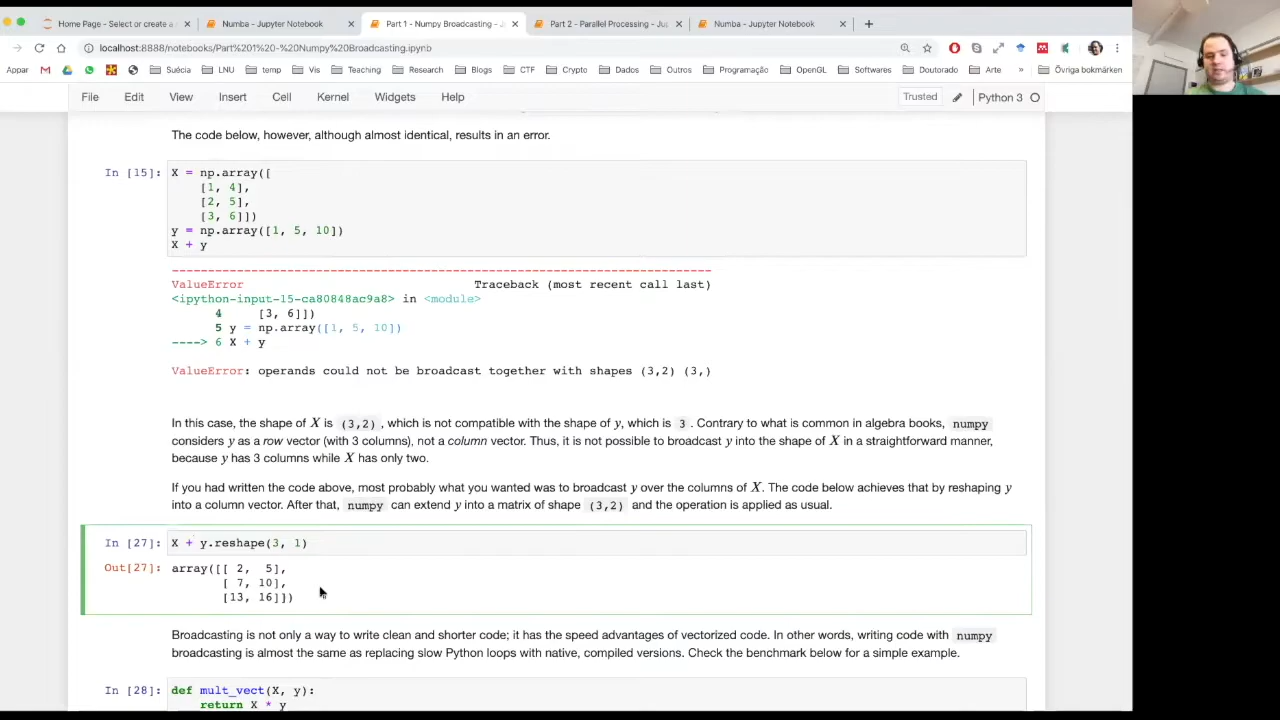 Home Page - Select or create a
Numba - Jupyter Notebook
Part 1 - Numpy Broadcasting -
Part 2 - Parallel Processing - Ju
Numba - Jupyter Notebook
localhost:8888/notebooks/Part%201%20-%20Numpy%20Broadcasting.ipynb
Appar
Suécia
LNU
temp
Vis
Teaching
Research
Blogs
CTF
Crypto
Dados
Outros
Programação
OpenGL
Softwares
Doutorado
Arte
»
Övriga bokmärken
File Edit View Insert Cell Kernel Widgets Help
Trusted
Python 3
The code below, however, although almost identical, results in an error.
In [15]: X = np.array([
[1, 4],
[2, 5],
[3, 6]])
y = np.array([1, 5, 10])
X + y
---------------------------------------------------------------------------
ValueError Traceback (most recent call last)
<ipython-input-15-ca80848ac9a8> in <module>
4 [3, 6]])
5 y = np.array([1, 5, 10])
----> 6 X + y
ValueError: operands could not be broadcast together with shapes (3,2) (3,)
In this case, the shape of X is (3,2), which is not compatible with the shape of y, which is 3. Contrary to what is common in algebra books, numpy
considers y as a row vector (with 3 columns), not a column vector. Thus, it is not possible to broadcast y into the shape of X in a straightforward manner,
because y has 3 columns while X has only two.
If you had written the code above, most probably what you wanted was to broadcast y over the columns of X. The code below achieves that by reshaping y
into a column vector. After that, numpy can extend y into a matrix of shape (3,2) and the operation is applied as usual.
In [27]: X + y.reshape(3, 1)
Out[27]: array([[ 2, 5],
[ 7, 10],
[13, 16]])
Broadcasting is not only a way to write clean and shorter code; it has the speed advantages of vectorized code. In other words, writing code with numpy
broadcasting is almost the same as replacing slow Python loops with native, compiled versions. Check the benchmark below for a simple example.
In [28]: def mult_vect(X, y):
return X * y